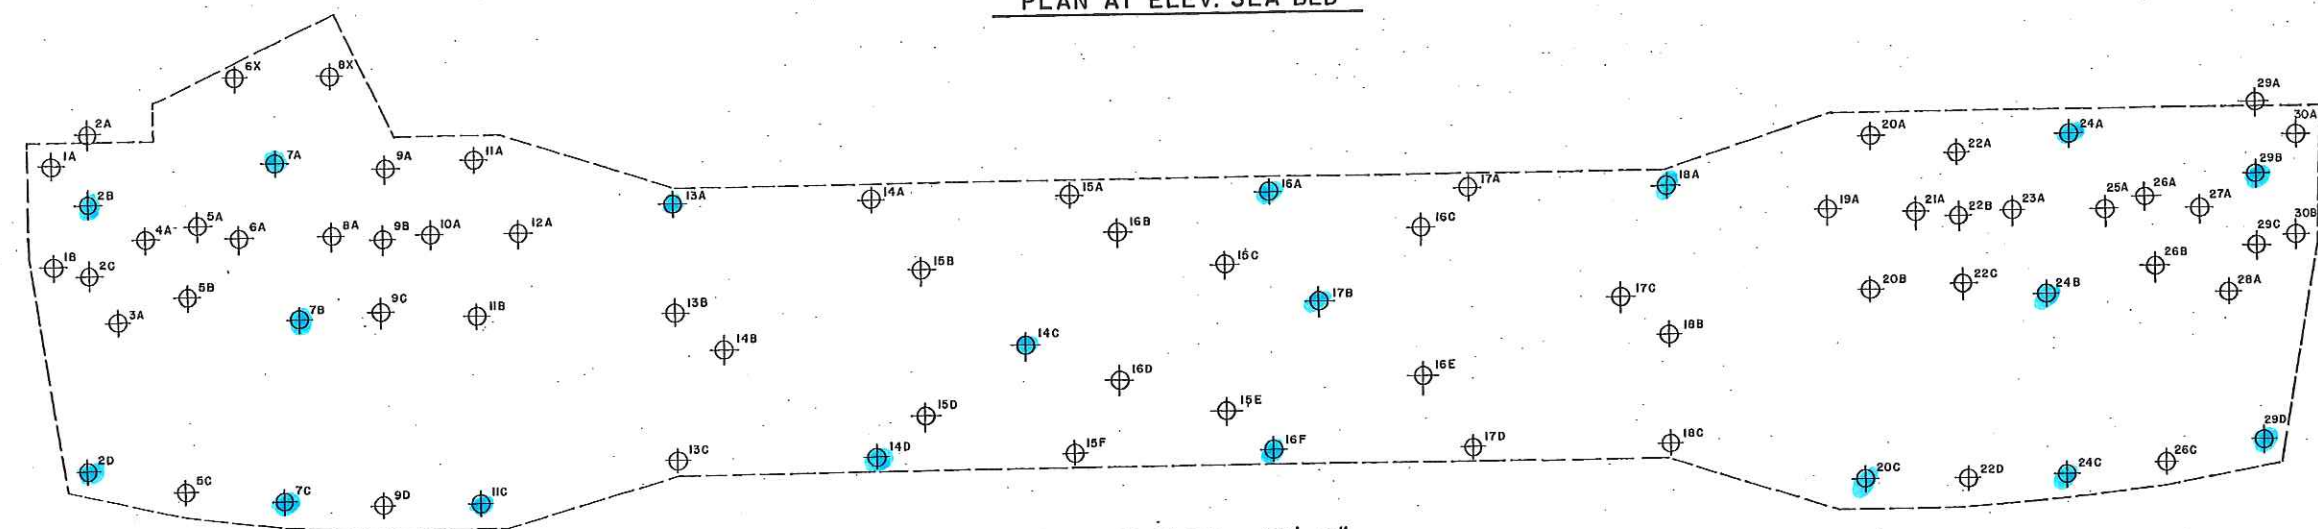 PLAN AT ELEV. SEA BED
6X
8X
29A
2A
30A
20A
24A
22A
1A
7A
9A
11A
29B
2B
13A
14A
15A
16A
17A
18A
4A
5A
6A
8A
9B
10A
12A
16B
16C
19A
21A
22B
23A
25A
26A
27A
30B
1B
2C
15B
15C
29C
26B
5B
17B
17C
20B
22C
24B
28A
3A
7B
9C
11B
13B
14B
14C
18B
16D
16E
15D
15E
2D
13C
14D
15F
16F
17D
18C
29D
5C
7C
9D
11C
20C
22D
24C
26C